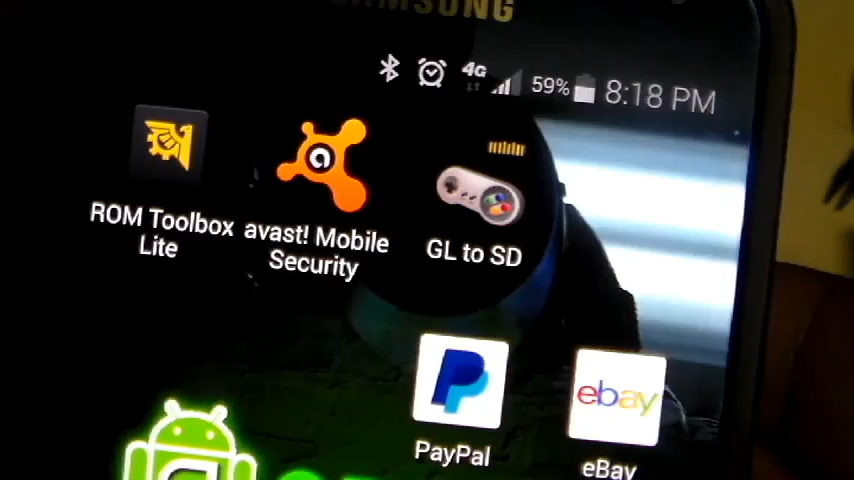 SAMSUNG
4G 59% 8:18 PM
ROM Toolbox
Lite
avast! Mobile
Security
GL to SD
ebay
PayPal
eBay